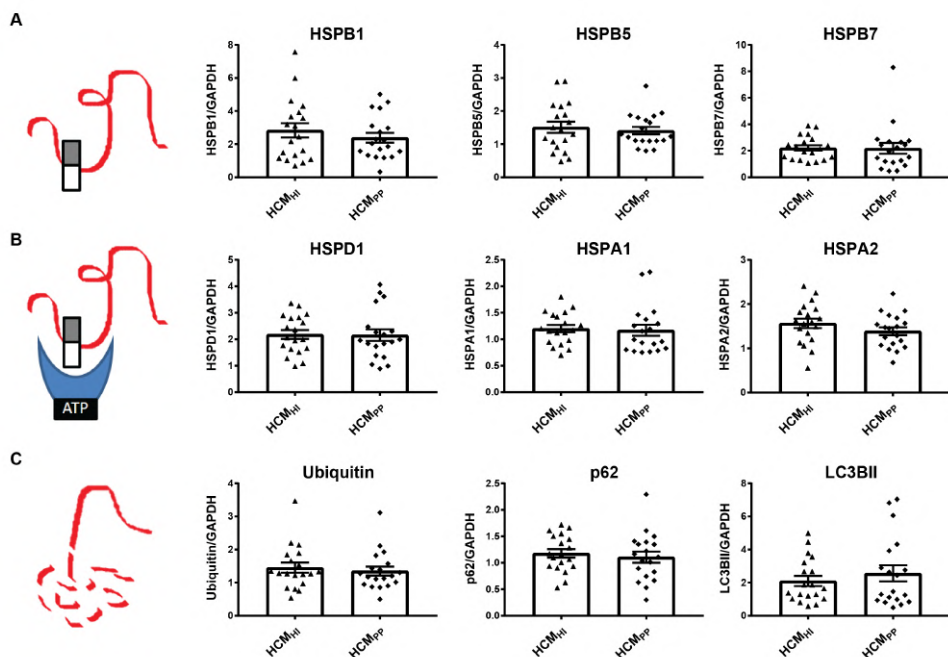 A
HSPB1
HSPB1/GAPDH
8
6
4
2
0
HCMHI
HCMPP
HSPB5
HSPB5/GAPDH
4
3
2
1
0
HCMHI
HCMPP
HSPB7
HSPB7/GAPDH
10
8
6
4
2
0
HCMHI
HCMPP
B
ATP
HSPD1
HSPD1/GAPDH
5
4
3
2
1
0
HCMHI
HCMPP
HSPA1
HSPA1/GAPDH
2.5
2.0
1.5
1.0
0.5
0.0
HCMHI
HCMPP
HSPA2
HSPA2/GAPDH
3
2
1
0
HCMHI
HCMPP
C
Ubiquitin
Ubiquitin/GAPDH
4
3
2
1
0
HCMHI
HCMPP
p62
p62/GAPDH
2.5
2.0
1.5
1.0
0.5
0.0
HCMHI
HCMPP
LC3BII
LC3BII/GAPDH
8
6
4
2
0
HCMHI
HCMPP